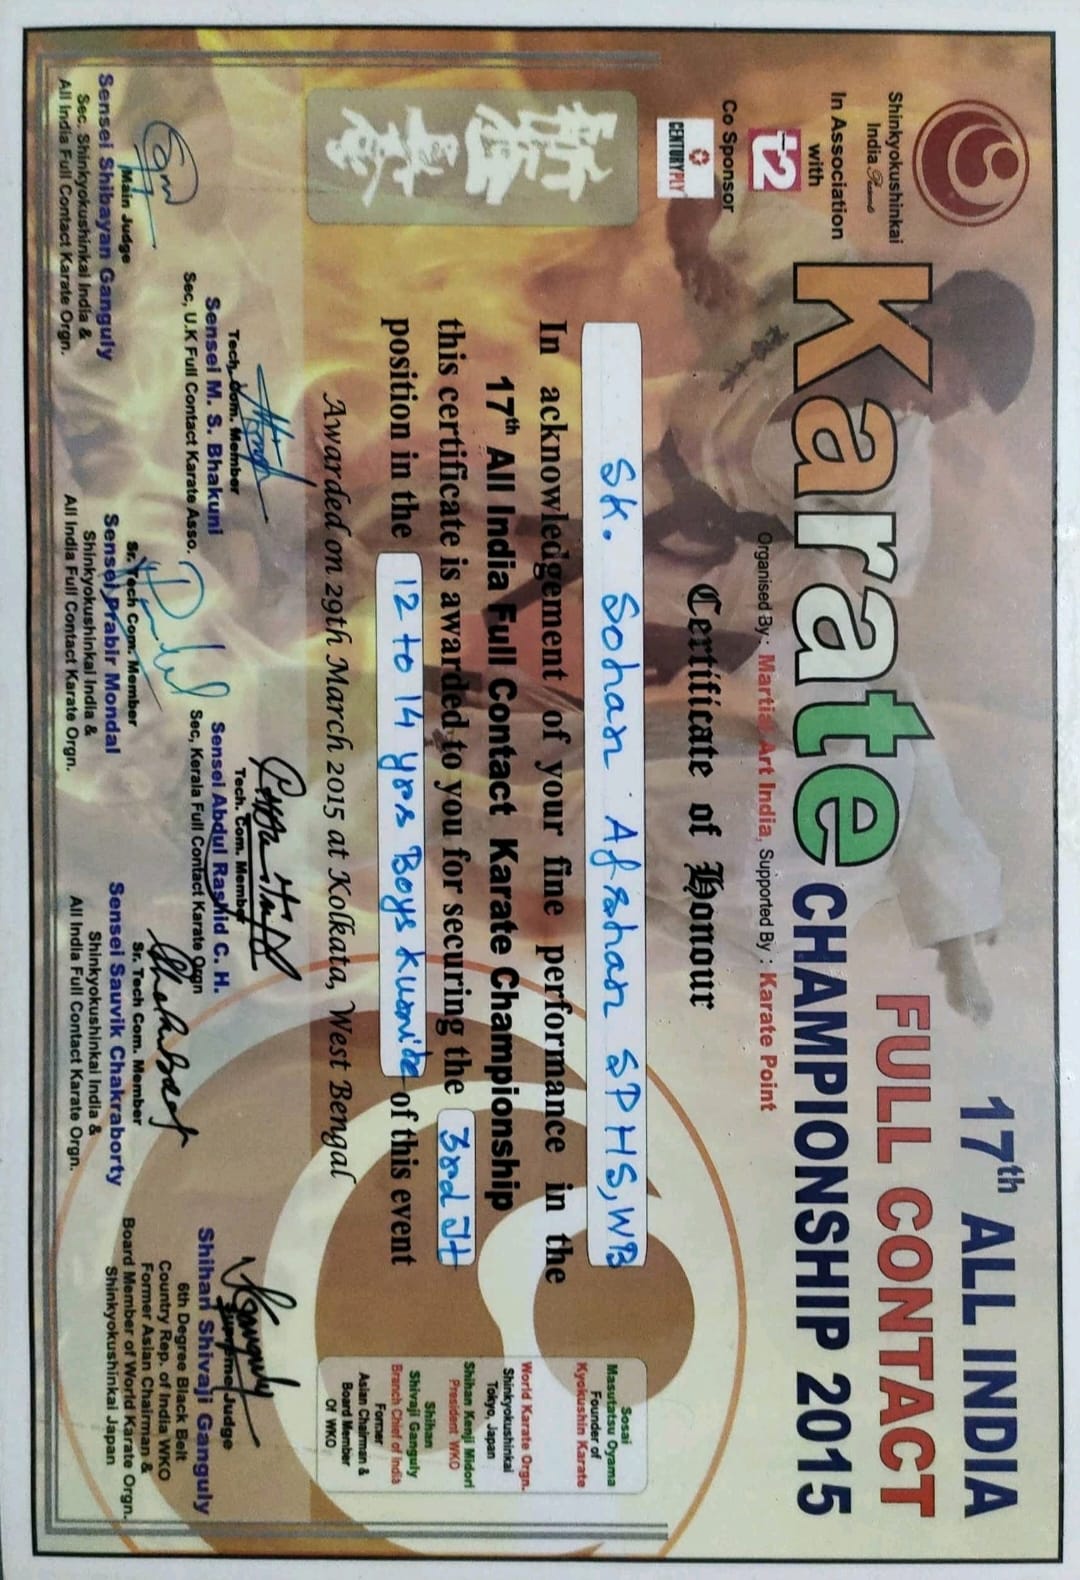 17th ALL INDIA
FULL CONTACT
Karate CHAMPIONSHIP 2015
Shinkyokushinkai
India Presents
In Association
with
t2
Co Sponsor
CENTURYPLY
Organised By : Martial Art India, Supported By : Karate Point
Certificate of Honour
SK. Sohan Afshan SPHS, WB
In acknowledgement of your fine performance in the
17th All India Full Contact Karate Championship
this certificate is awarded to you for securing the 3rd Jt
position in the 12 to 14 yrs Boys Kumite of this event
Awarded on 29th March 2015 at Kolkata, West Bengal
新極真会
Sosai
Masutatsu Oyama
Founder of
Kyokushin Karate
World Karate Orgn.
Shinkyokushinkai
Tokyo, Japan
Shihan Kenji Midori
President WKO
Shihan
Shivaji Ganguly
Branch Chief of India
Former
Asian Chairman &
Board Member
Of WKO
Tech. Com. Member
Sensei M. S. Bhakuni
Sec, U.K Full Contact Karate Asso.
Tech. Com. Member
Sensei Abdul Rashid C. H.
Sec, Kerala Full Contact Karate Orgn
SGanguly
Supreme Judge
Shihan Shivaji Ganguly
6th Degree Black Belt
Country Rep. of India WKO
Former Asian Chairman &
Board Member of World Karate Orgn.
Shinkyokushinkai Japan
Main Judge
Sensei Shibayan Ganguly
Sec. Shinkyokushinkai India &
All India Full Contact Karate Orgn.
Sr. Tech Com. Member
Sensei Prabir Mondal
Shinkyokushinkai India &
All India Full Contact Karate Orgn.
Sr. Tech Com. Member
Sensei Sauvik Chakraborty
Shinkyokushinkai India &
All India Full Contact Karate Orgn.